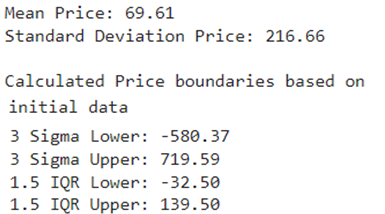 Mean Price: 69.61
Standard Deviation Price: 216.66
Calculated Price boundaries based on
initial data
3 Sigma Lower: -580.37
3 Sigma Upper: 719.59
1.5 IQR Lower: -32.50
1.5 IQR Upper: 139.50